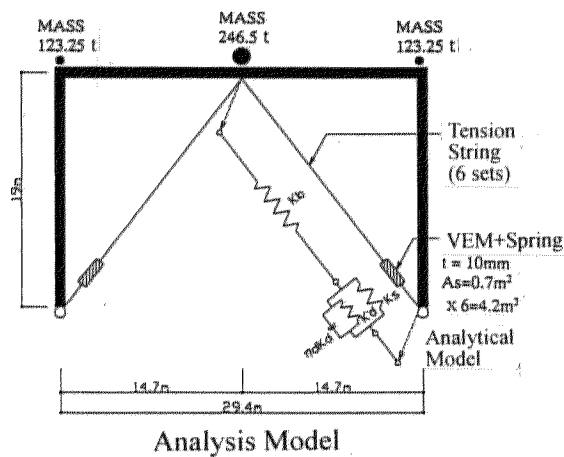 MASS
123.25 t
MASS
246.5 t
MASS
123.25 t
19m
Tension
String
(6 sets)
Kb
VEM+Spring
t = 10mm
As=0.7m²
X 6=4.2m²
Ks
Kd
ηdKd
Analytical
Model
14.7m
14.7m
29.4m
Analysis Model